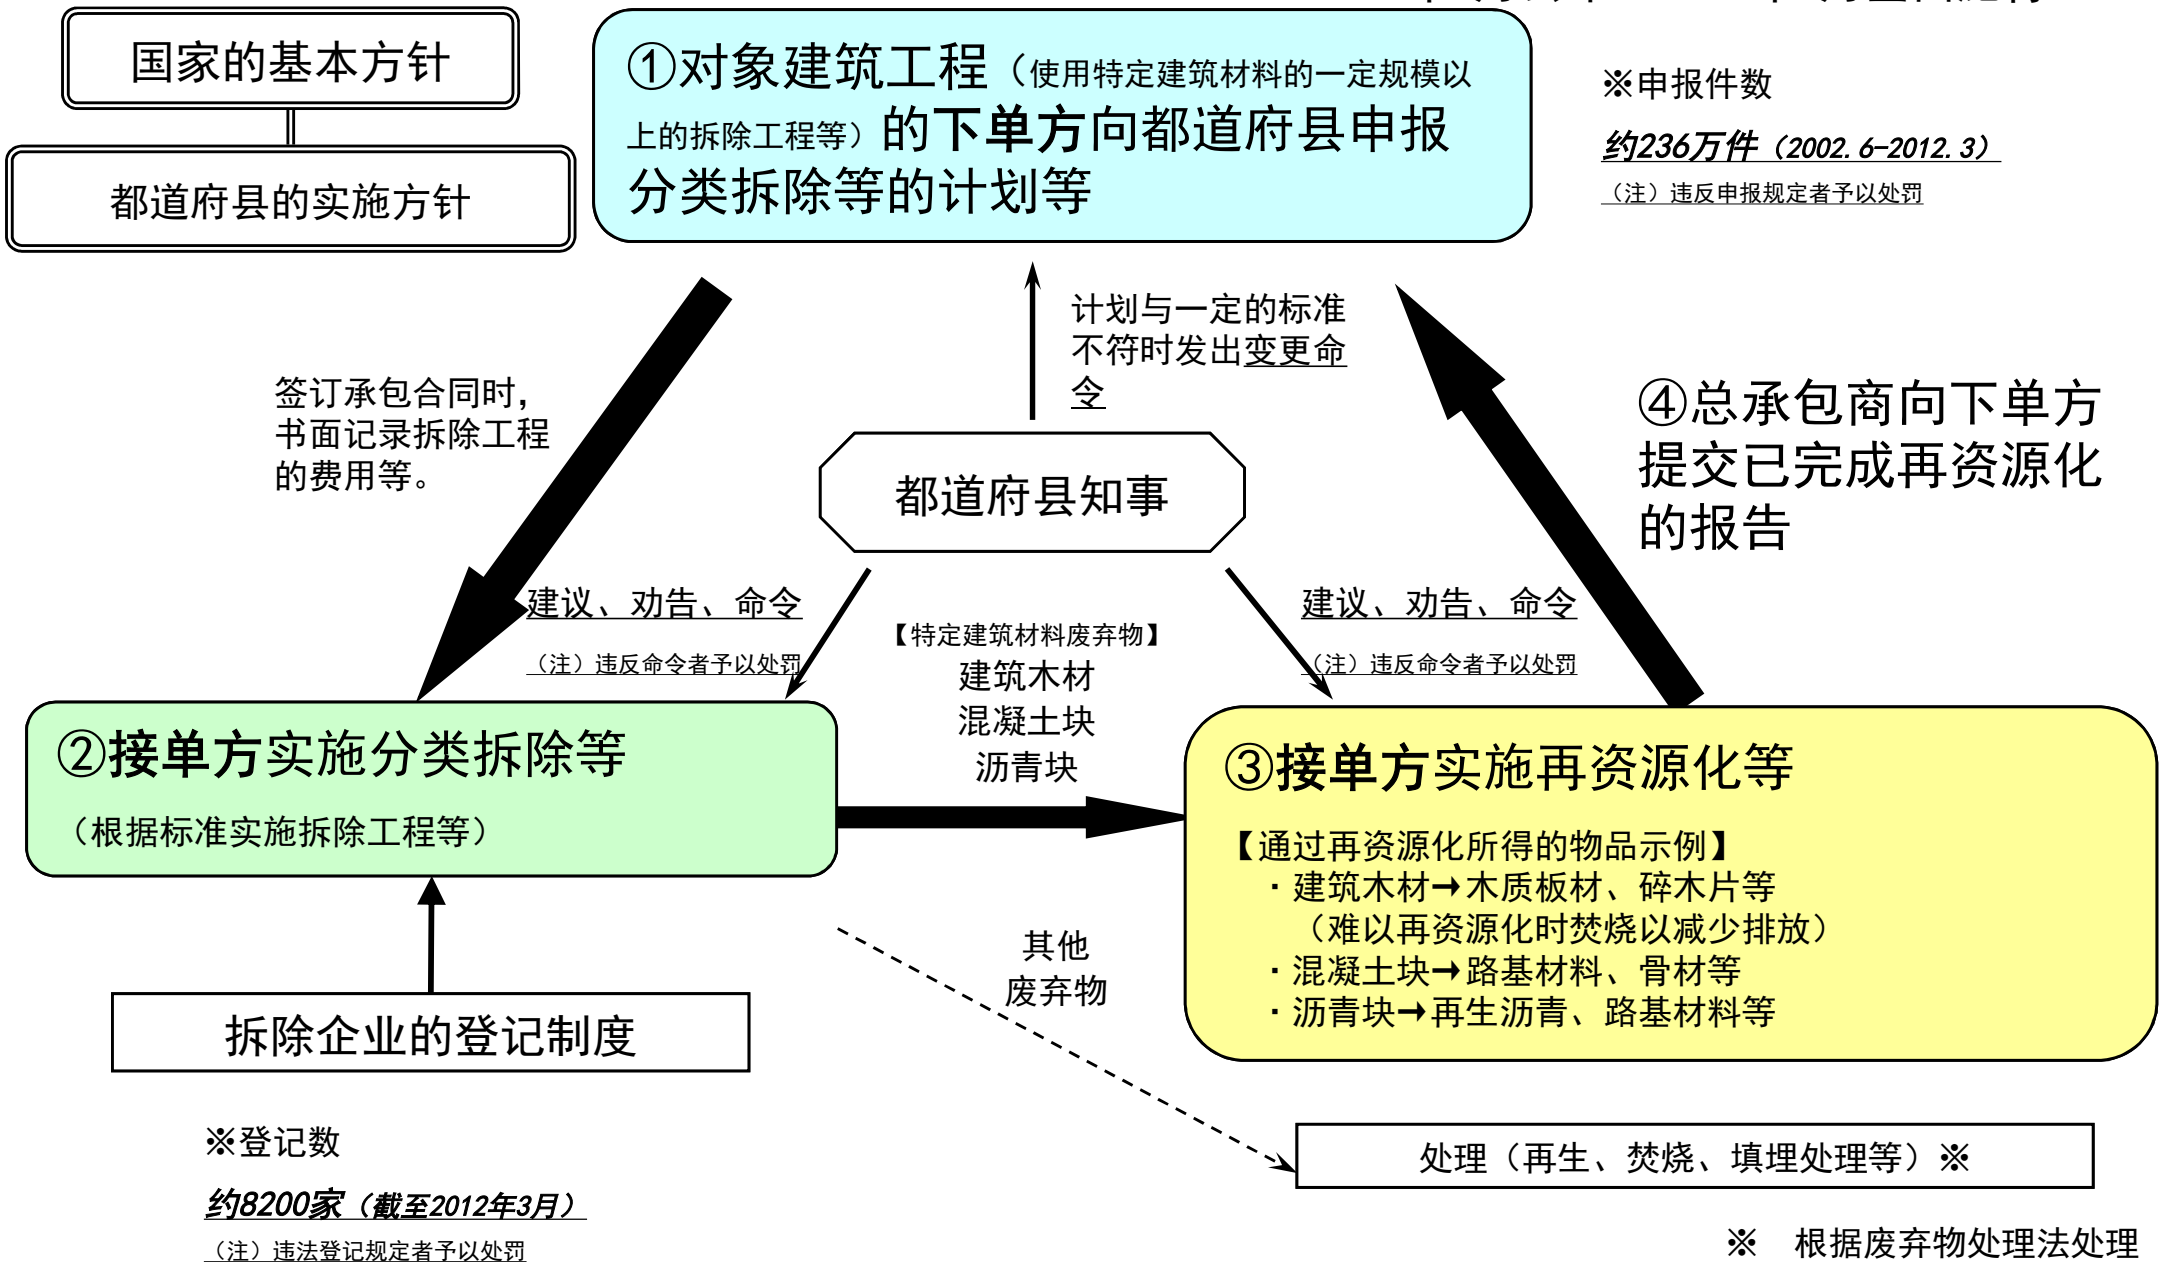 国家的基本方针
都道府县的实施方针
①对象建筑工程（使用特定建筑材料的一定规模以
上的拆除工程等）的下单方向都道府县申报
分类拆除等的计划等
※申报件数
约236万件（2002.6-2012.3）
（注）违反申报规定者予以处罚
计划与一定的标准
不符时发出变更命
令
签订承包合同时，
书面记录拆除工程
的费用等。
④总承包商向下单方
提交已完成再资源化
的报告
都道府县知事
建议、劝告、命令
（注）违反命令者予以处罚
【特定建筑材料废弃物】
建筑木材
混凝土块
沥青块
建议、劝告、命令
（注）违反命令者予以处罚
②接单方实施分类拆除等
（根据标准实施拆除工程等）
③接单方实施再资源化等
【通过再资源化所得的物品示例】
・建筑木材→木质板材、碎木片等
（难以再资源化时焚烧以减少排放）
・混凝土块→路基材料、骨材等
・沥青块→再生沥青、路基材料等
其他
废弃物
拆除企业的登记制度
※登记数
约8200家（截至2012年3月）
（注）违法登记规定者予以处罚
处理（再生、焚烧、填埋处理等）※
※　根据废弃物处理法处理